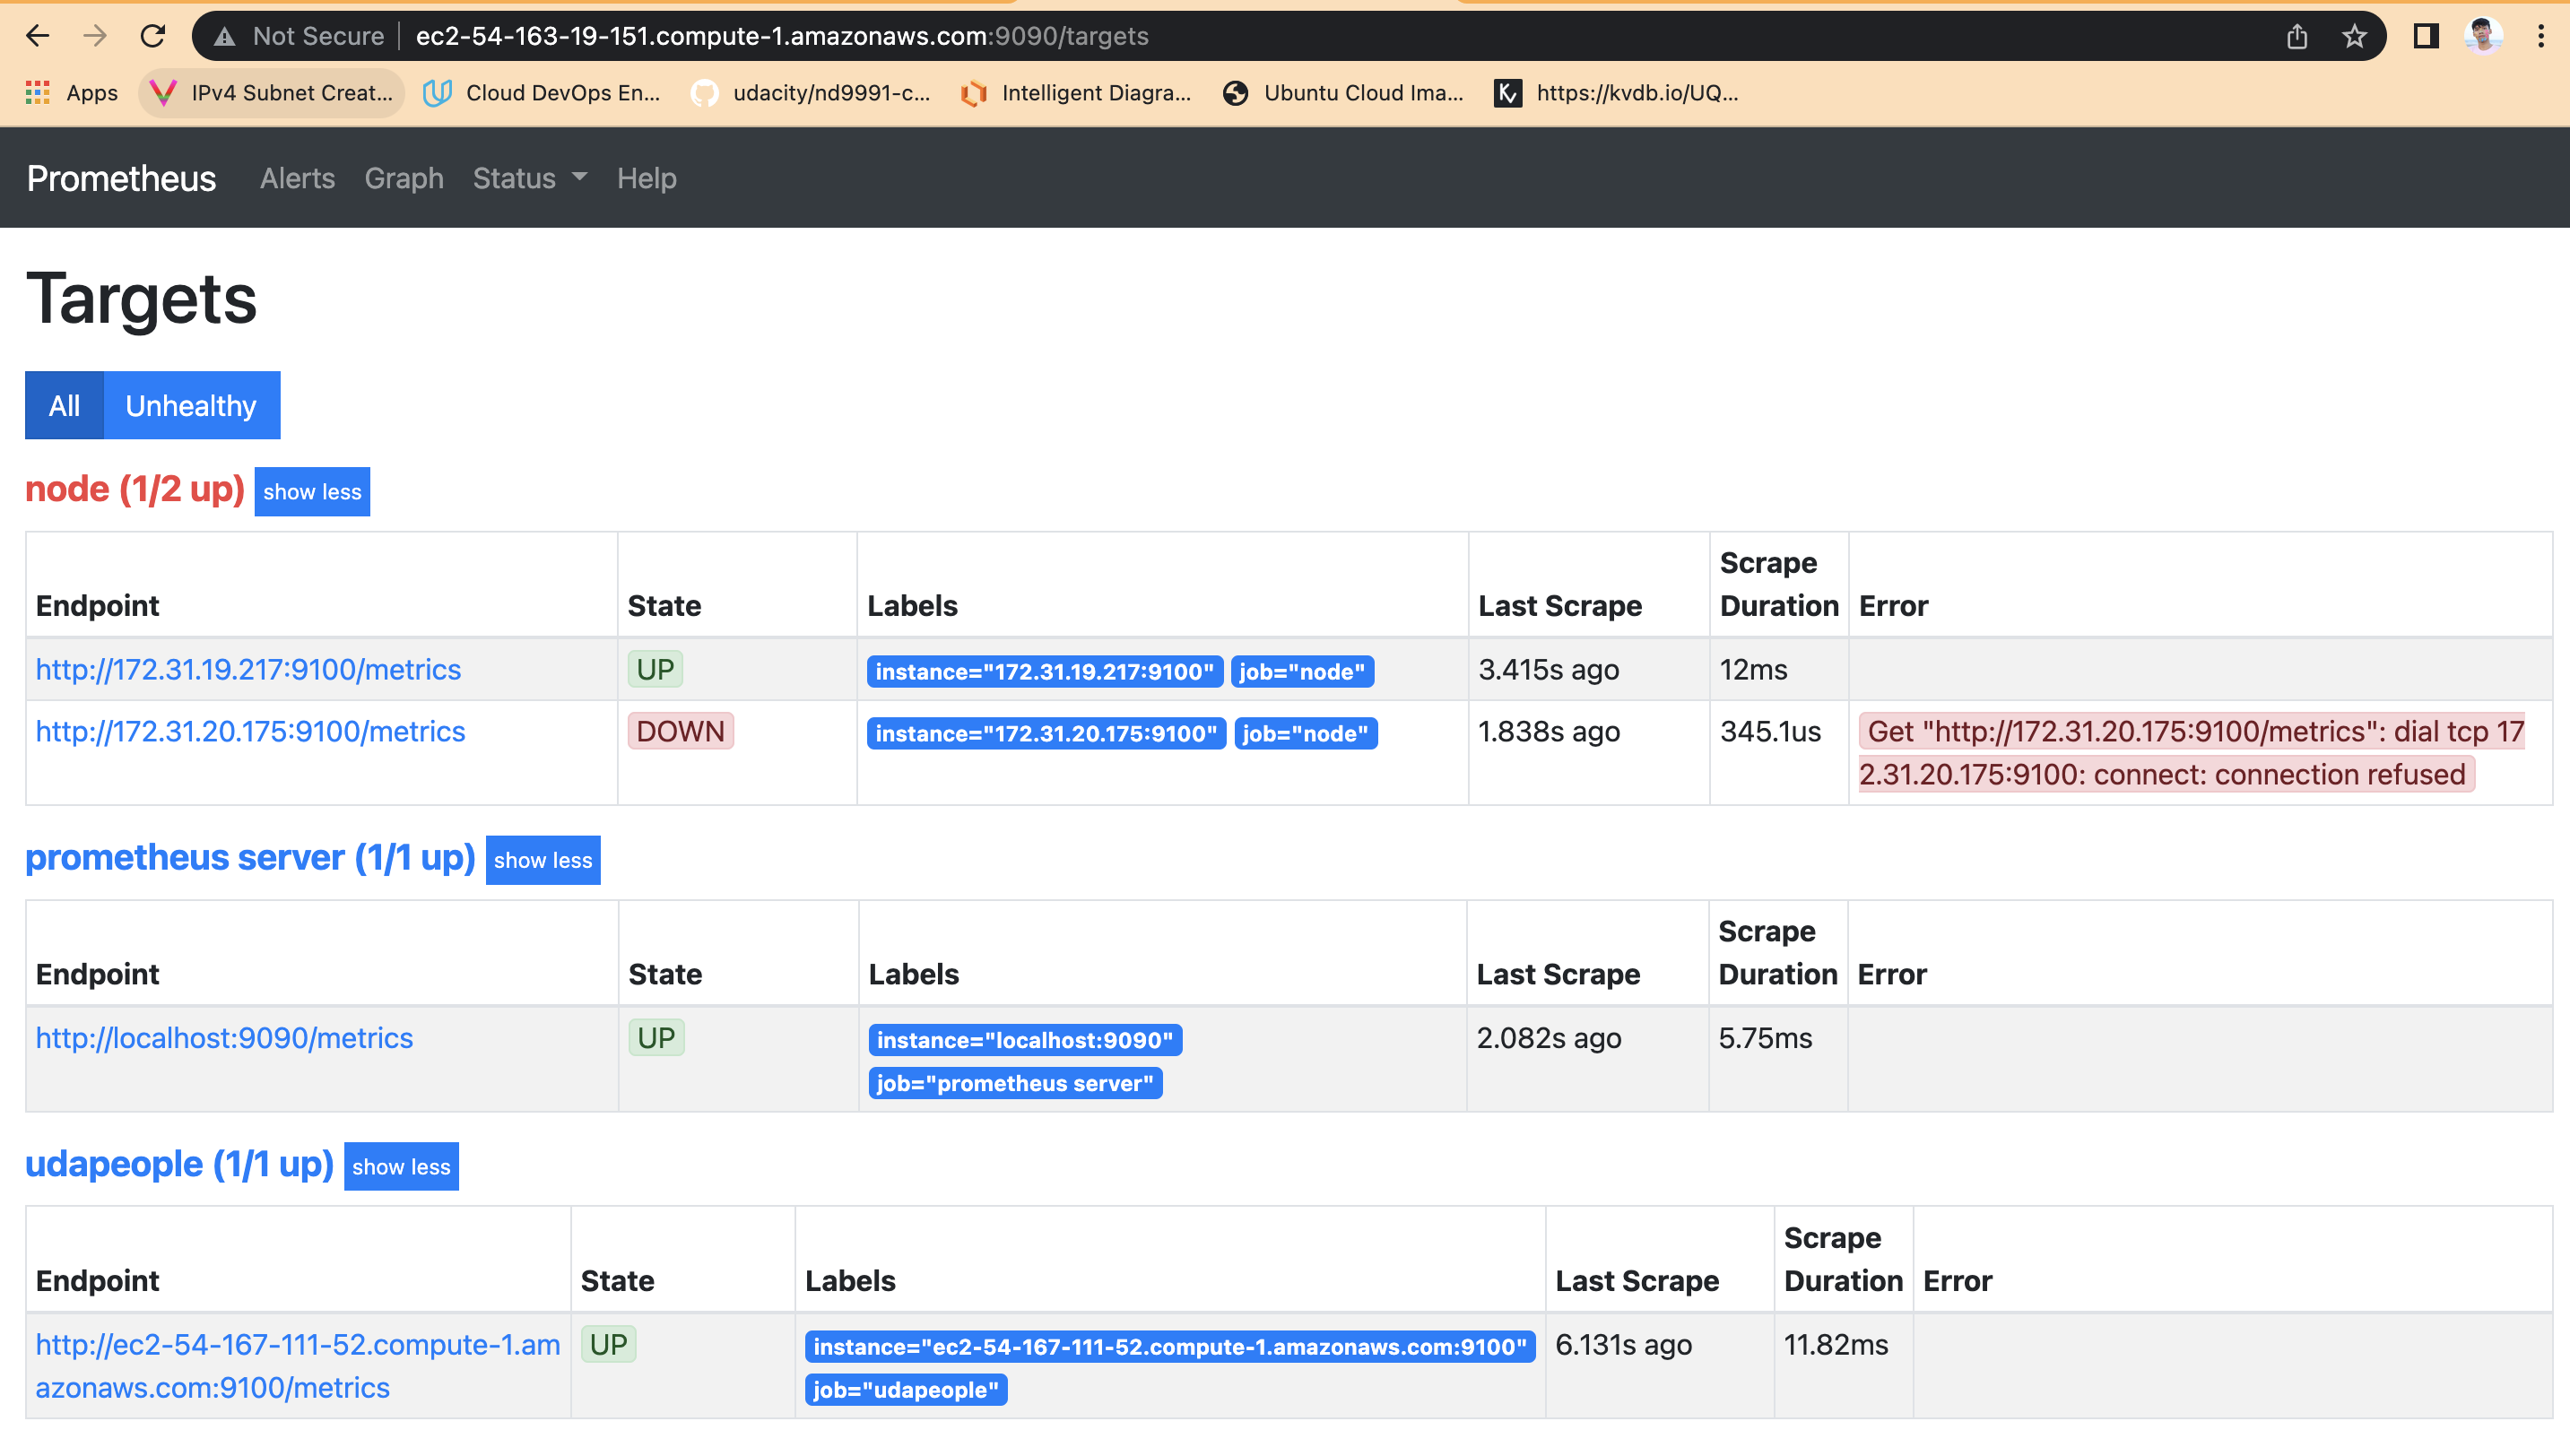 Not Secure ec2-54-163-19-151.compute-1.amazonaws.com:9090/targets
Apps IPv4 Subnet Creat... Cloud DevOps En... udacity/nd9991-c... Intelligent Diagra... Ubuntu Cloud Ima... https://kvdb.io/UQ...
Prometheus Alerts Graph Status Help
Targets
All Unhealthy
node (1/2 up) show less
Endpoint State Labels Last Scrape Scrape Duration Error
http://172.31.19.217:9100/metrics UP instance="172.31.19.217:9100" job="node" 3.415s ago 12ms
http://172.31.20.175:9100/metrics DOWN instance="172.31.20.175:9100" job="node" 1.838s ago 345.1us Get "http://172.31.20.175:9100/metrics": dial tcp 17
2.31.20.175:9100: connect: connection refused
prometheus server (1/1 up) show less
Endpoint State Labels Last Scrape Scrape Duration Error
http://localhost:9090/metrics UP instance="localhost:9090" 2.082s ago 5.75ms
job="prometheus server"
udapeople (1/1 up) show less
Endpoint State Labels Last Scrape Scrape Duration Error
http://ec2-54-167-111-52.compute-1.am UP instance="ec2-54-167-111-52.compute-1.amazonaws.com:9100" 6.131s ago 11.82ms
azonaws.com:9100/metrics job="udapeople"